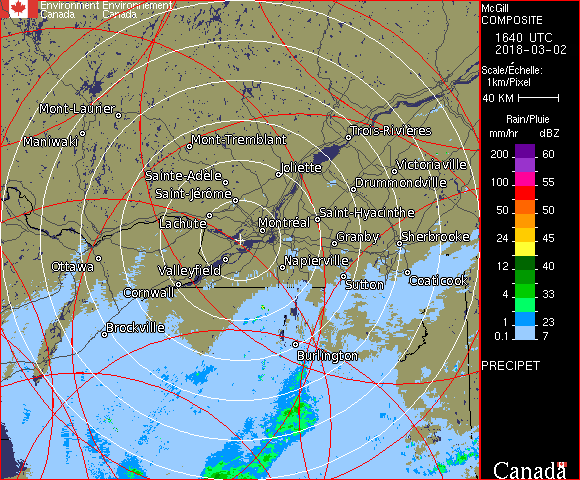 Environment Environnement
Canada Canada
McGill
COMPOSITE
1640 UTC
2018-03-02
Scale/Échelle:
1km/Pixel
40 KM
Rain/Pluie
mm/hr dBZ
200 60
100 55
50 50
24 45
12 40
4 33
1 23
0.1 7
PRECIPET
Canada
Mont-Laurier
Maniwaki
Mont-Tremblant
Trois-Rivières
Sainte-Adèle
Joliette
Victoriaville
Saint-Jérôme
Drummondville
Lachute
Montréal
Saint-Hyacinthe
Granby
Sherbrooke
Ottawa
Valleyfield
Napierville
Cornwall
Sutton
Coaticook
Brockville
Burlington